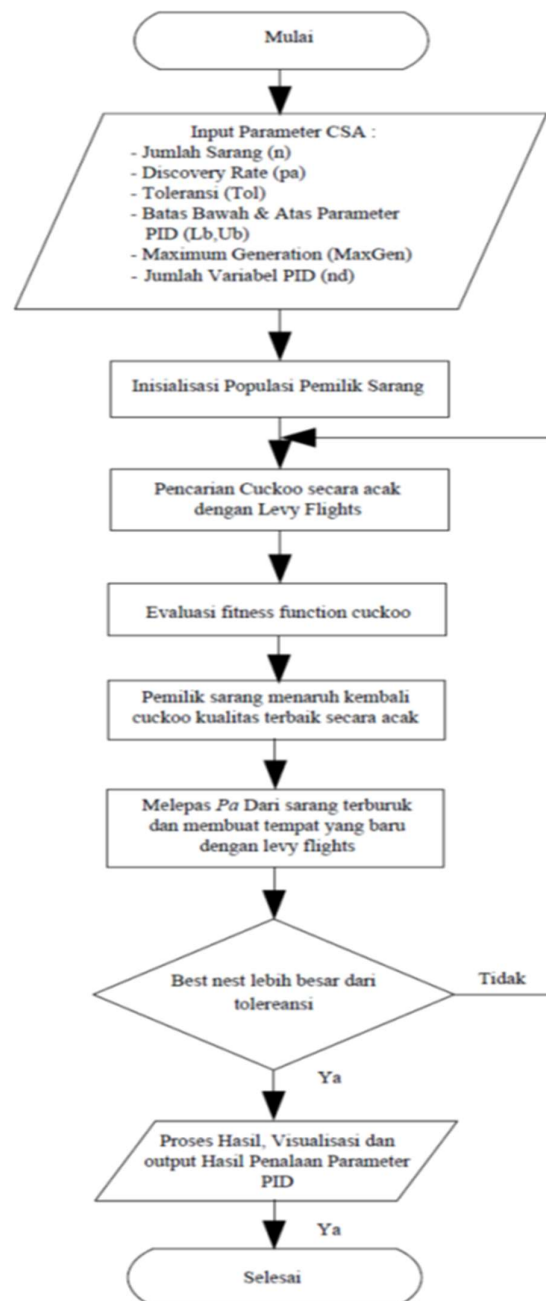 Mulai
Input Parameter CSA :
- Jumlah Sarang (n)
- Discovery Rate (pa)
- Toleransi (Tol)
- Batas Bawah & Atas Parameter
PID (Lb,Ub)
- Maximum Generation (MaxGen)
- Jumlah Variabel PID (nd)
Inisialisasi Populasi Pemilik Sarang
Pencarian Cuckoo secara acak
dengan Levy Flights
Evaluasi fitness function cuckoo
Pemilik sarang menaruh kembali
cuckoo kualitas terbaik secara acak
Melepas Pa Dari sarang terburuk
dan membuat tempat yang baru
dengan levy flights
Best nest lebih besar dari
tolereansi
Tidak
Ya
Proses Hasil, Visualisasi dan
output Hasil Penalaan Parameter
PID
Ya
Selesai